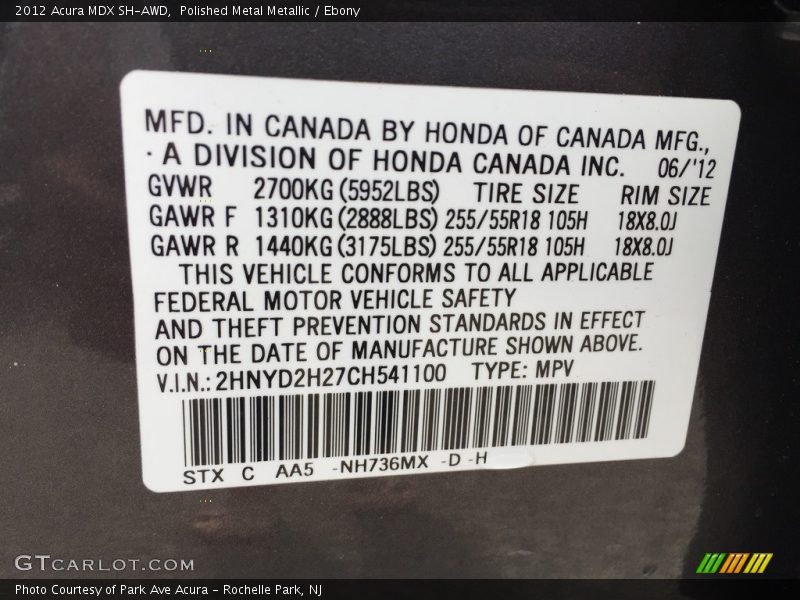 2012 Acura MDX SH-AWD,  Polished Metal Metallic / Ebony
MFD. IN CANADA BY HONDA OF CANADA MFG.,
· A DIVISION OF HONDA CANADA INC.   06/'12
GVWR   2700KG (5952LBS)   TIRE SIZE   RIM SIZE
GAWR F  1310KG (2888LBS) 255/55R18 105H   18X8.0J
GAWR R  1440KG (3175LBS) 255/55R18 105H   18X8.0J
THIS VEHICLE CONFORMS TO ALL APPLICABLE
FEDERAL MOTOR VEHICLE SAFETY
AND THEFT PREVENTION STANDARDS IN EFFECT
ON THE DATE OF MANUFACTURE SHOWN ABOVE.
V.I.N.: 2HNYD2H27CH541100   TYPE: MPV
STX  C  AA5  -NH736MX  -D -H
GTCARLOT.COM
Photo Courtesy of Park Ave Acura - Rochelle Park, NJ